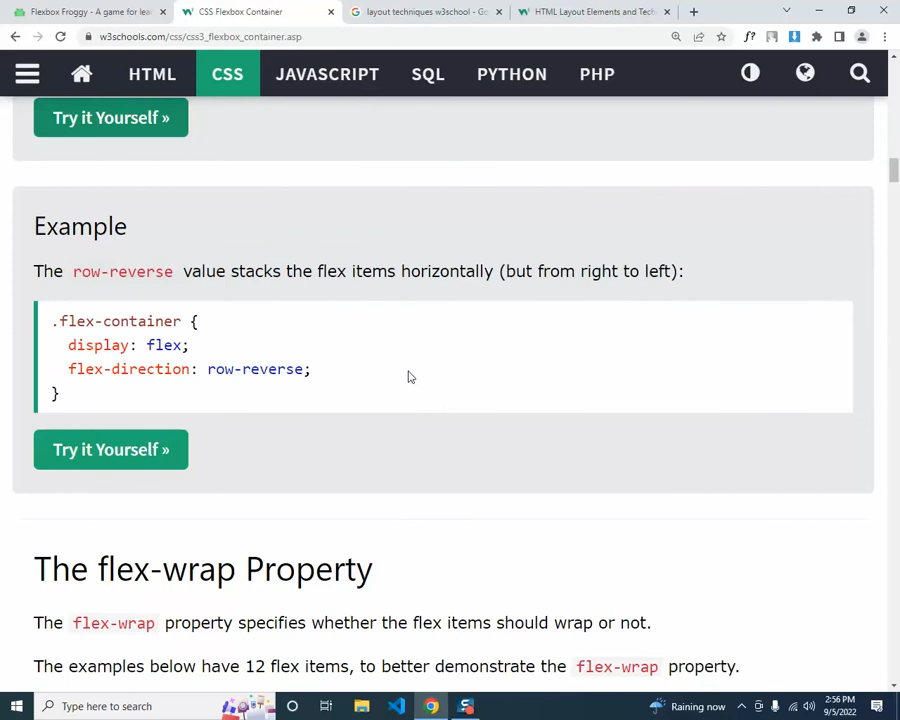 Flexbox Froggy - A game for lea
CSS Flexbox Container
layout techniques w3school - Go
HTML Layout Elements and Tech
w3schools.com/css/css3_flexbox_container.asp
HTML
CSS
JAVASCRIPT
SQL
PYTHON
PHP
Try it Yourself »
Example
The row-reverse value stacks the flex items horizontally (but from right to left):
.flex-container {
display: flex;
flex-direction: row-reverse;
}
Try it Yourself »
The flex-wrap Property
The flex-wrap property specifies whether the flex items should wrap or not.
The examples below have 12 flex items, to better demonstrate the flex-wrap property.
Type here to search
Raining now
2:56 PM
9/5/2022